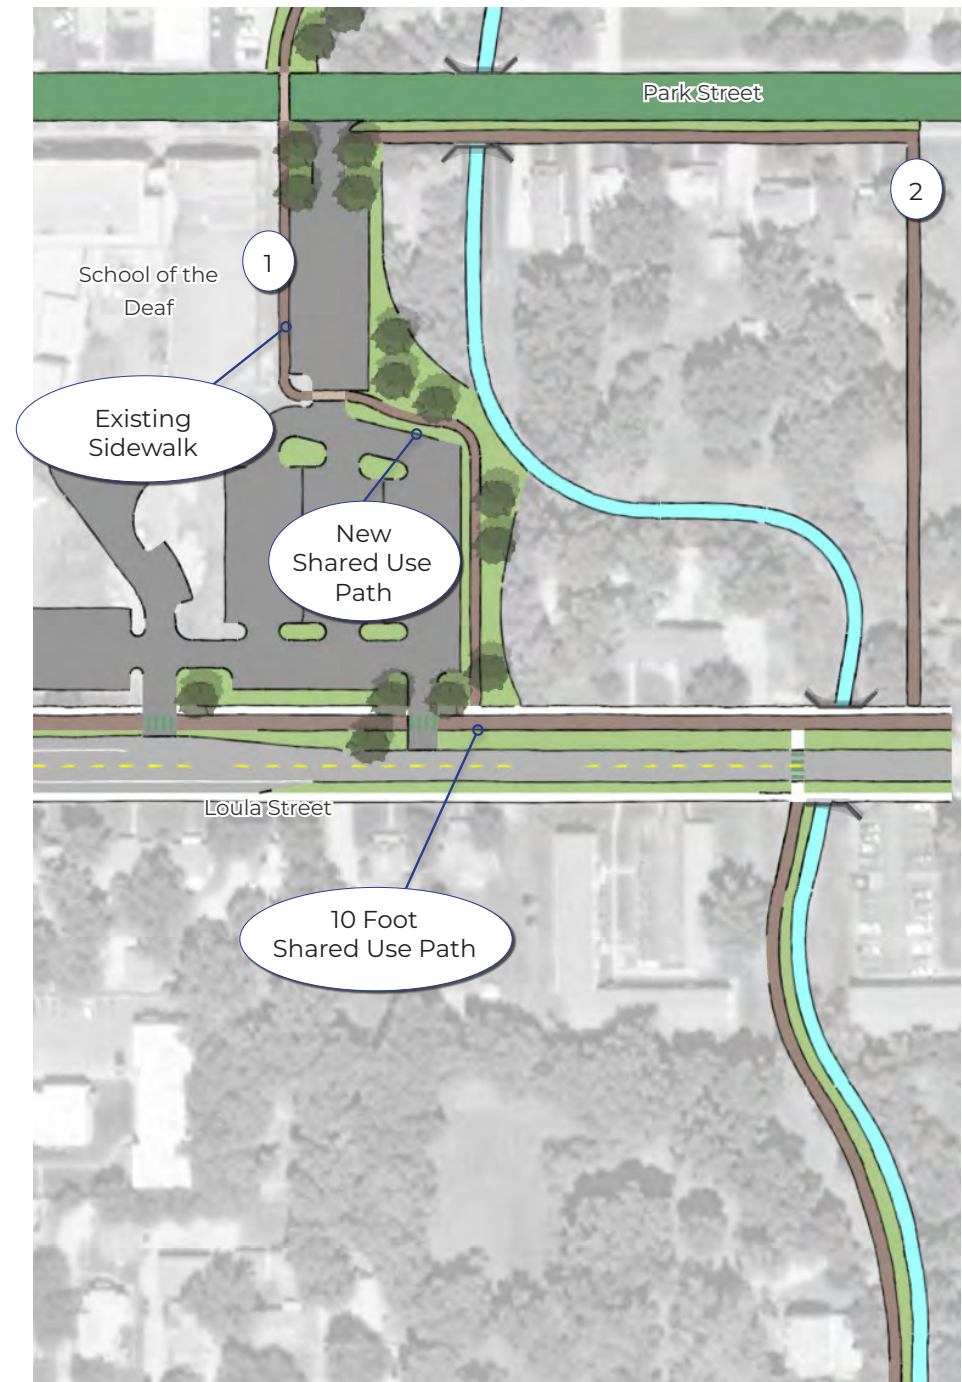 Park Street
2
1
School of the
Deaf
Existing
Sidewalk
New
Shared Use
Path
Loula Street
10 Foot
Shared Use Path